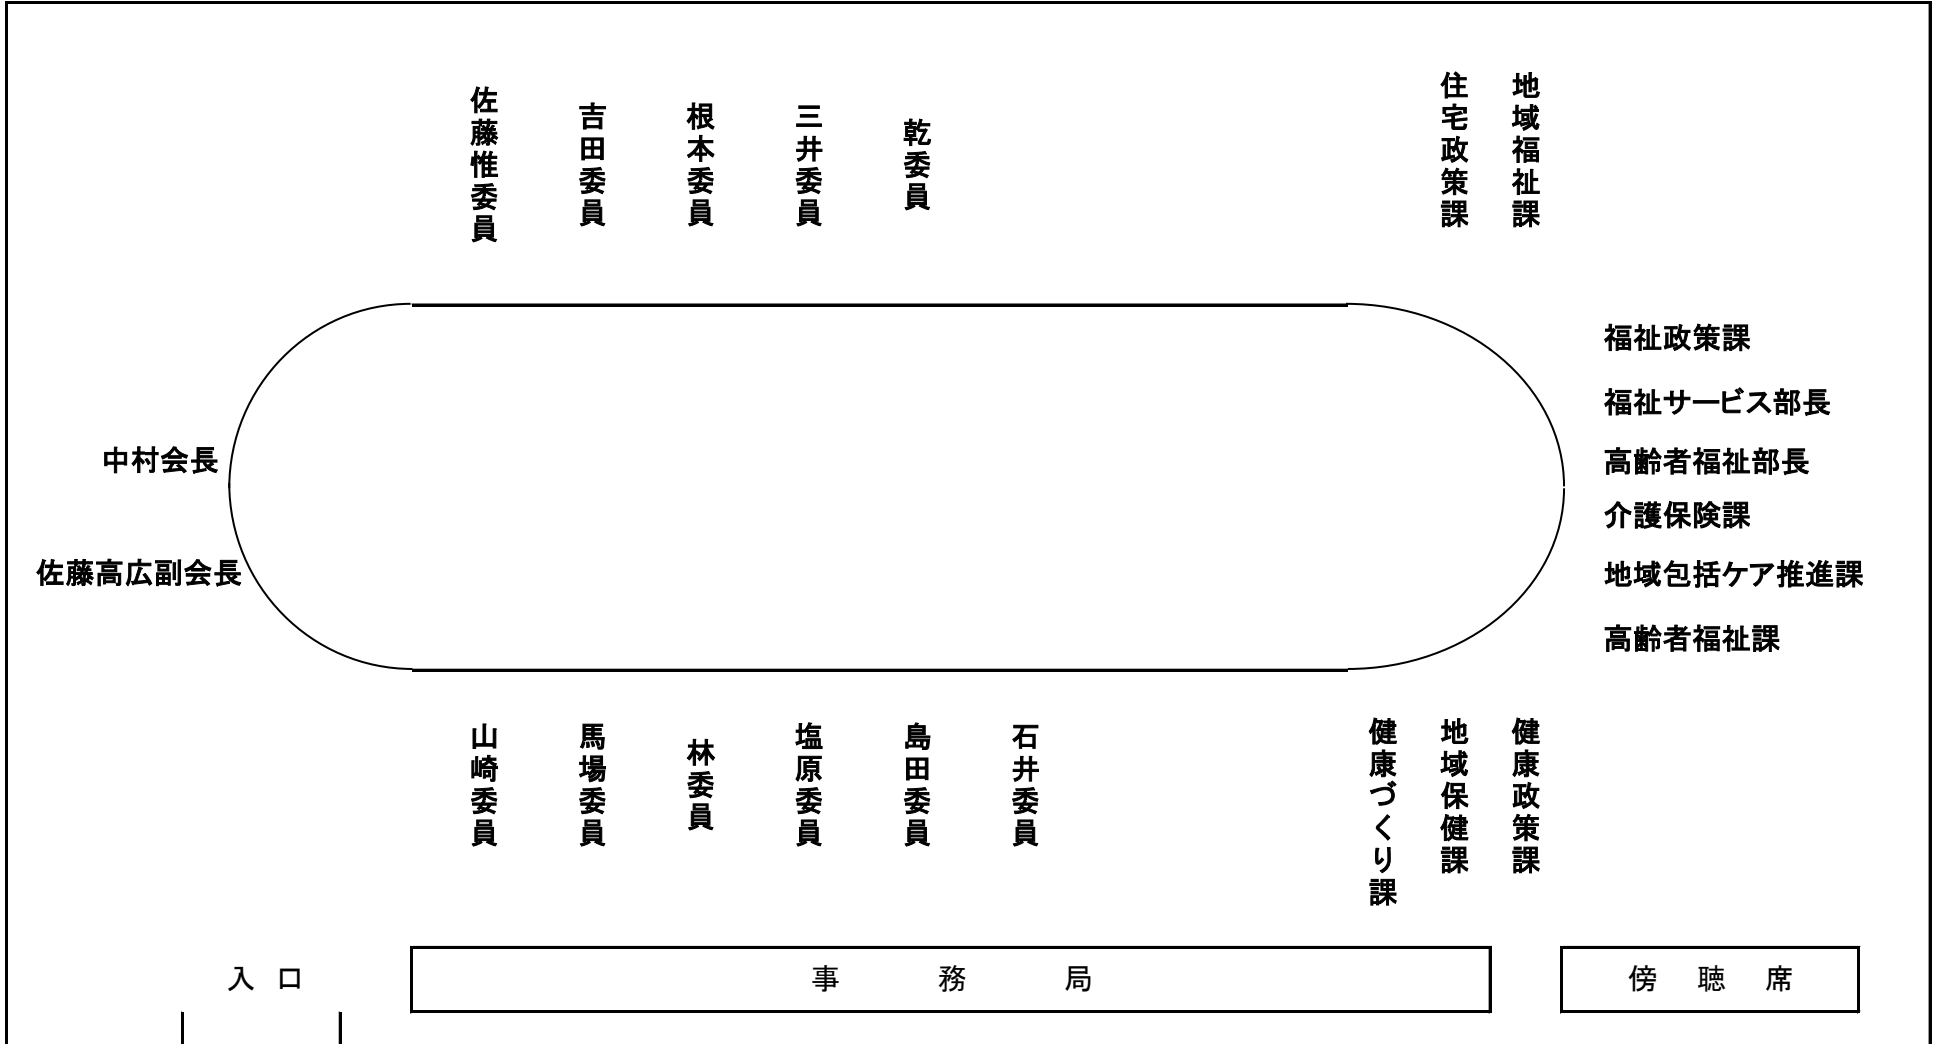 佐藤惟委員
吉田委員
根本委員
三井委員
乾委員
住宅政策課
地域福祉課
福祉政策課
福祉サービス部長
中村会長
高齢者福祉部長
介護保険課
佐藤高広副会長
地域包括ケア推進課
高齢者福祉課
山崎委員
馬場委員
林委員
塩原委員
島田委員
石井委員
健康づくり課
地域保健課
健康政策課
入口
事務局
傍聴席